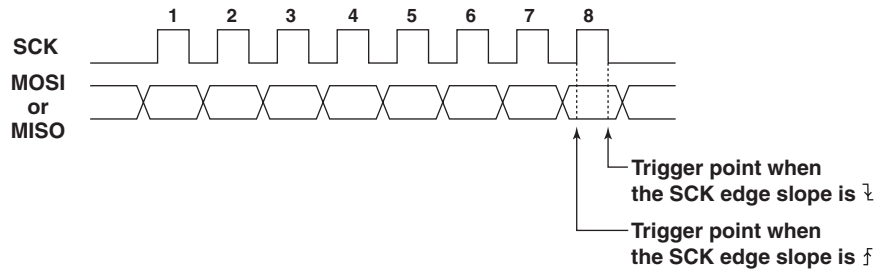 1 2 3 4 5 6 7 8
SCK
MOSI
or
MISO
Trigger point when
the SCK edge slope is
Trigger point when
the SCK edge slope is